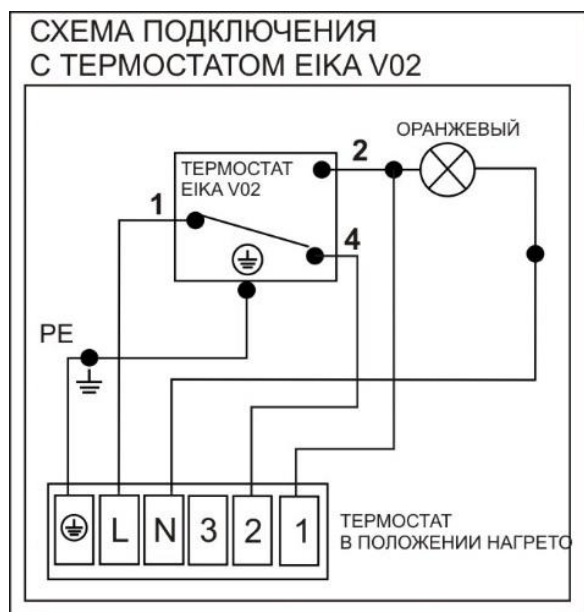 СХЕМА ПОДКЛЮЧЕНИЯ
С ТЕРМОСТАТОМ EIKA V02
ОРАНЖЕВЫЙ
2
ТЕРМОСТАТ
EIKA V02
1
4
PE
L N 3 2 1
ТЕРМОСТАТ
В ПОЛОЖЕНИИ НАГРЕТО